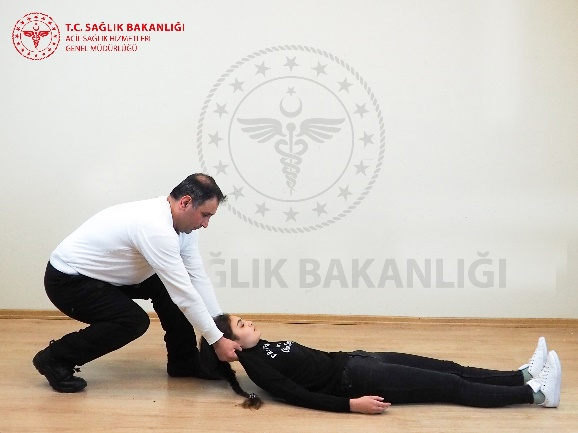 T.C. SAĞLIK BAKANLIĞI
ACİL SAĞLIK HİZMETLERİ
GENEL MÜDÜRLÜĞÜ
SAĞLIK BAKANLIĞI